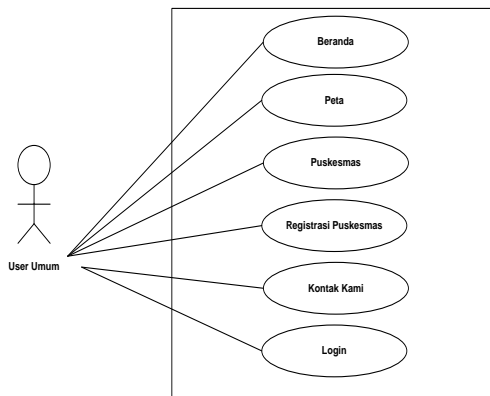 Beranda
Peta
Puskesmas
Registrasi Puskesmas
User Umum
Kontak Kami
Login